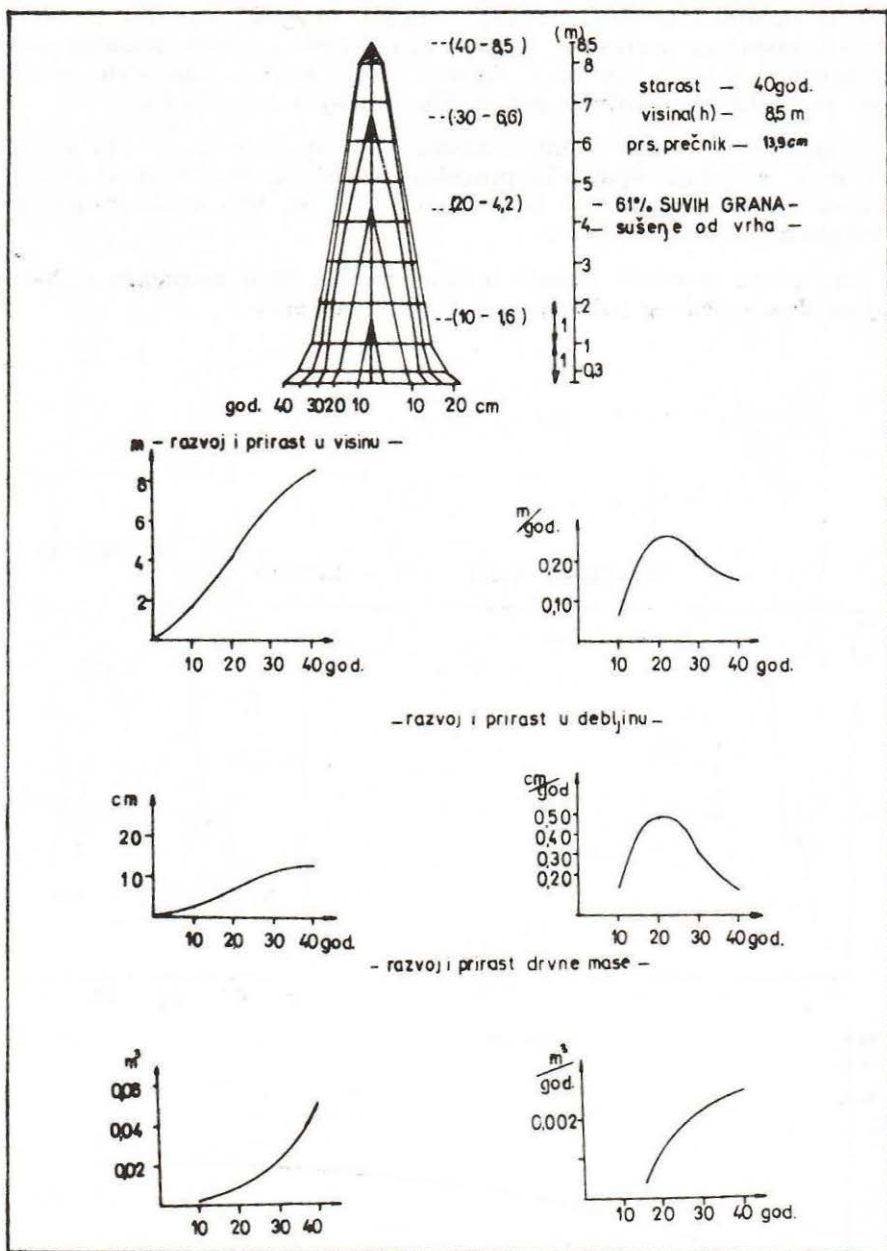 (m)
--(40-8,5)
8,5
8
starost — 40god.
7
visina(h) — 8,5 m
--(30-6,6)
6
prs. prečnik — 13,9cm
5
--(20-4,2)
— 61% SUVIH GRANA —
4
— sušenje od vrha —
3
2
--(10-1,6)
1
1
1
0,3
god. 40 30 20 10 10 20 cm
m — razvoj i prirast u visinu —
8
6
4
2
10 20 30 40 god.
m/god.
0,20
0,10
10 20 30 40
— razvoj i prirast u debljinu —
cm
20
10
10 20 30 40 god.
cm/god
0,50
0,40
0,30
0,20
10 20 30 40 god.
— razvoj i prirast drvne mase —
m³
0,08
0,04
0,02
10 20 30 40
m³/god.
0,002
10 20 30 40 god.